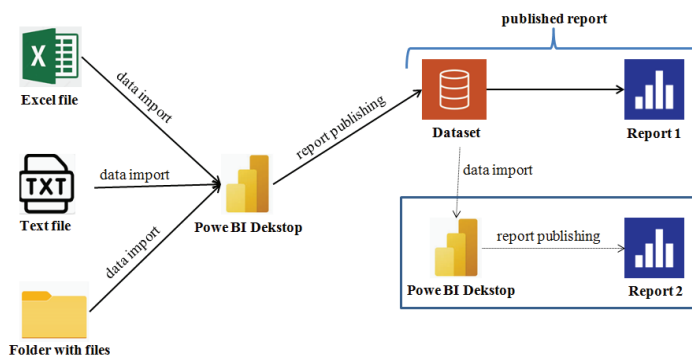 published report
data import
Excel file
report publishing
Dataset
Report 1
TXT
data import
data import
Text file
Powe BI Dekstop
data import
report publishing
Powe BI Dekstop
Report 2
Folder with files